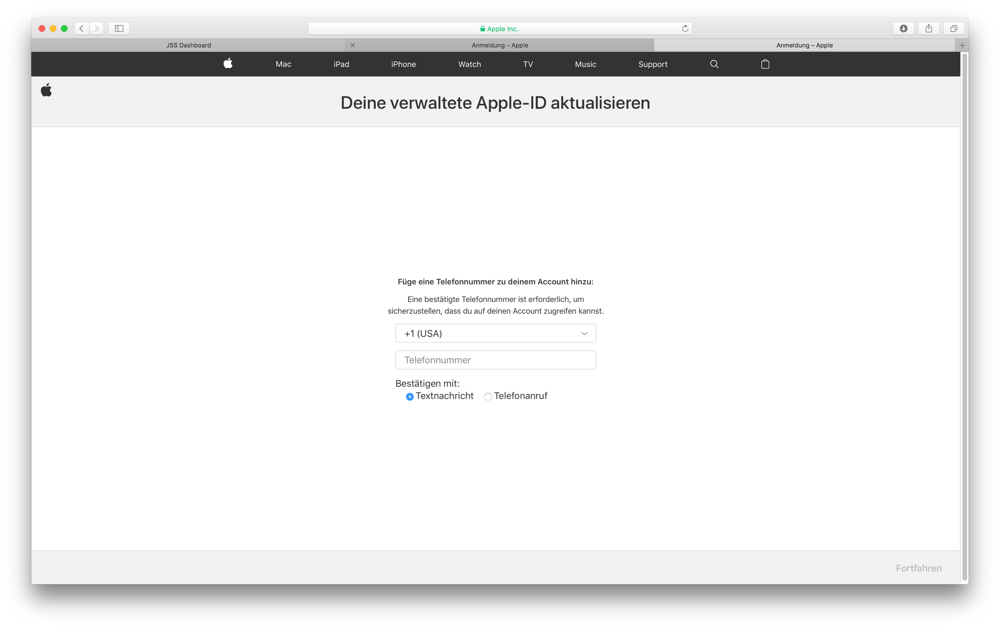 Apple Inc.
JSS Dashboard
Anmeldung – Apple
Anmeldung – Apple
Mac iPad iPhone Watch TV Music Support
Deine verwaltete Apple-ID aktualisieren
Füge eine Telefonnummer zu deinem Account hinzu:
Eine bestätigte Telefonnummer ist erforderlich, um
sicherzustellen, dass du auf deinen Account zugreifen kannst.
+1 (USA)
Telefonnummer
Bestätigen mit:
Textnachricht Telefonanruf
Fortfahren